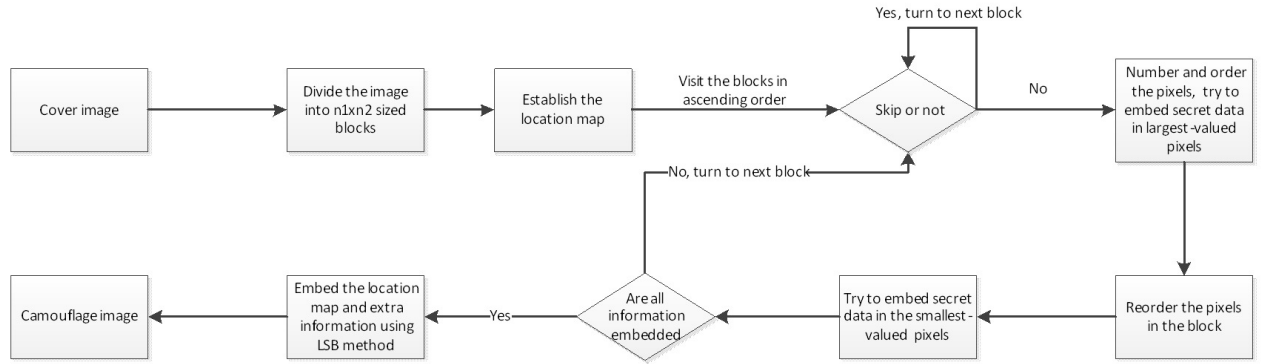 Yes, turn to next block
Cover image
Divide the image
into n1xn2 sized
blocks
Establish the
location map
Visit the blocks in
ascending order
Skip or not
No
Number and order
the pixels, try to
embed secret data
in largest-valued
pixels
No, turn to next block
Camouflage image
Embed the location
map and extra
information using
LSB method
Yes
Are all
information
embedded
Try to embed secret
data in the smallest-
valued pixels
Reorder the pixels
in the block